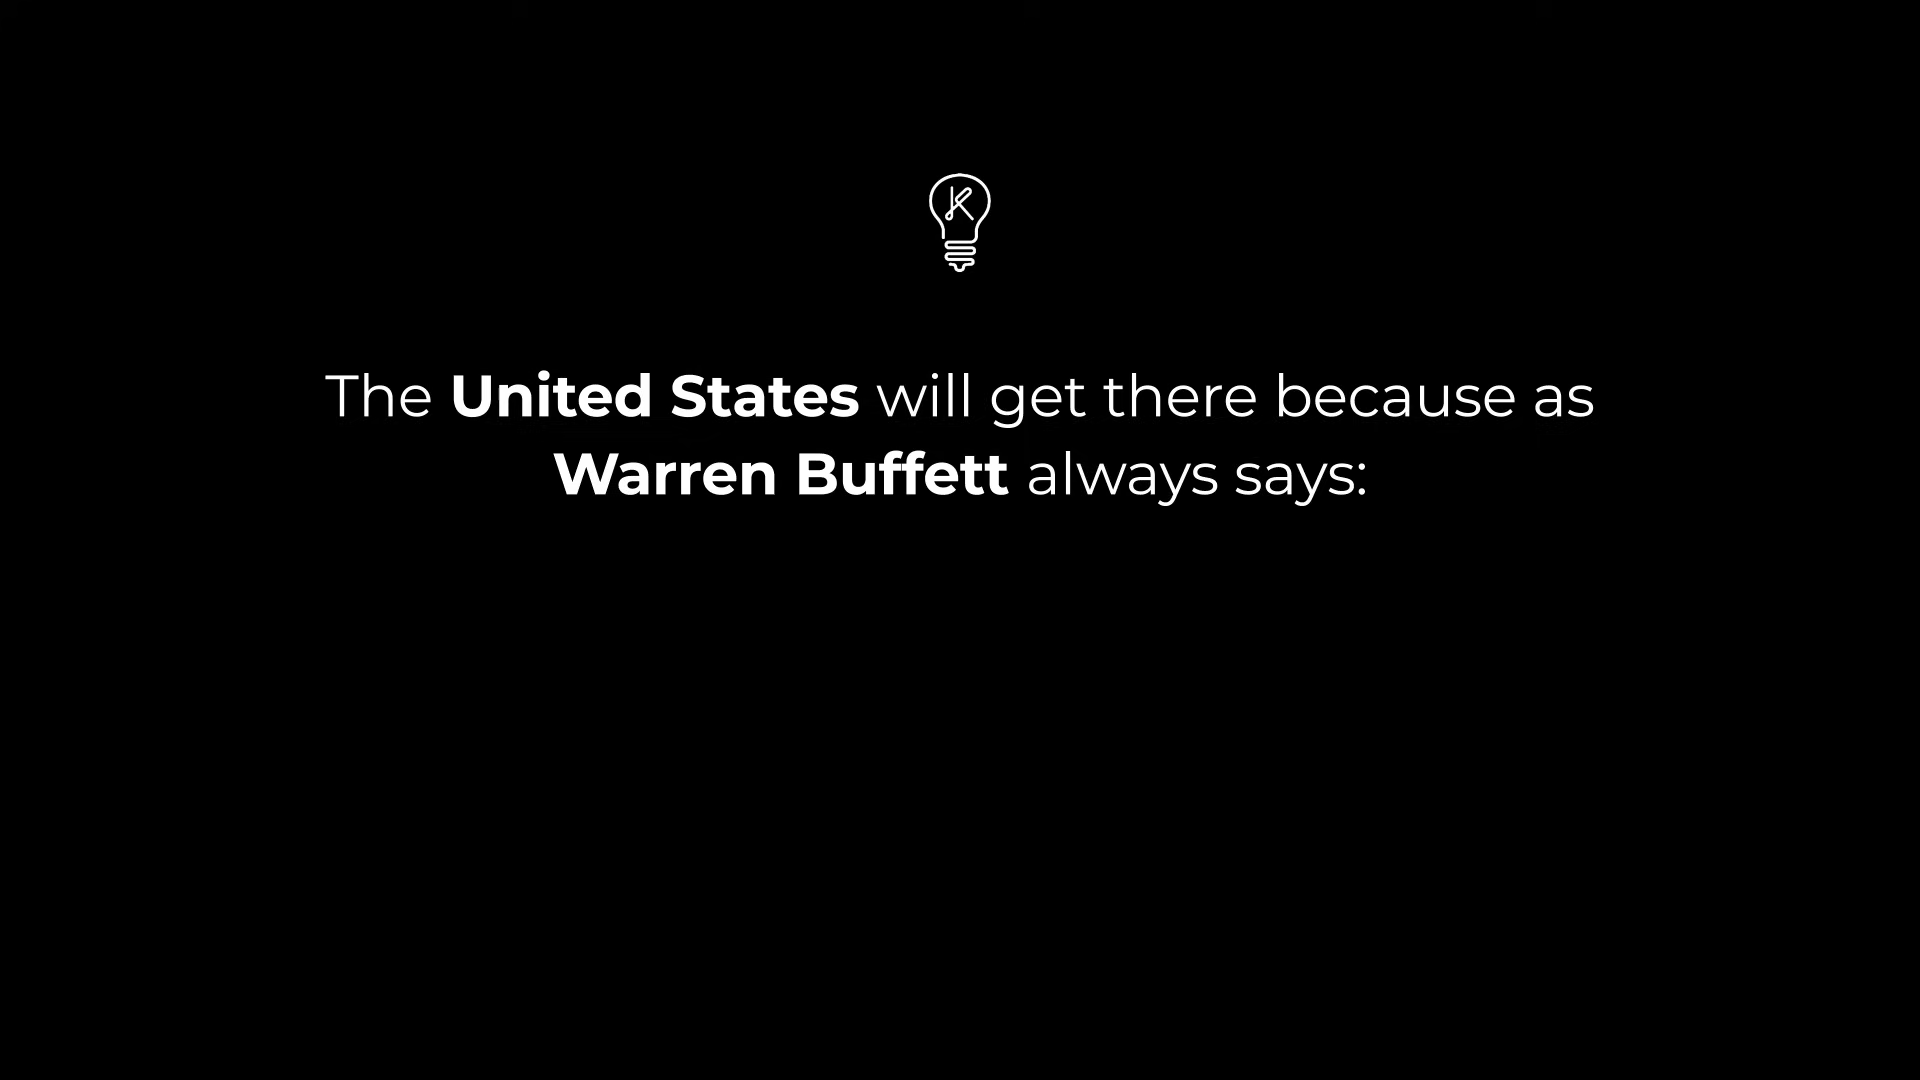 K
The United States will get there because as
Warren Buffett always says: